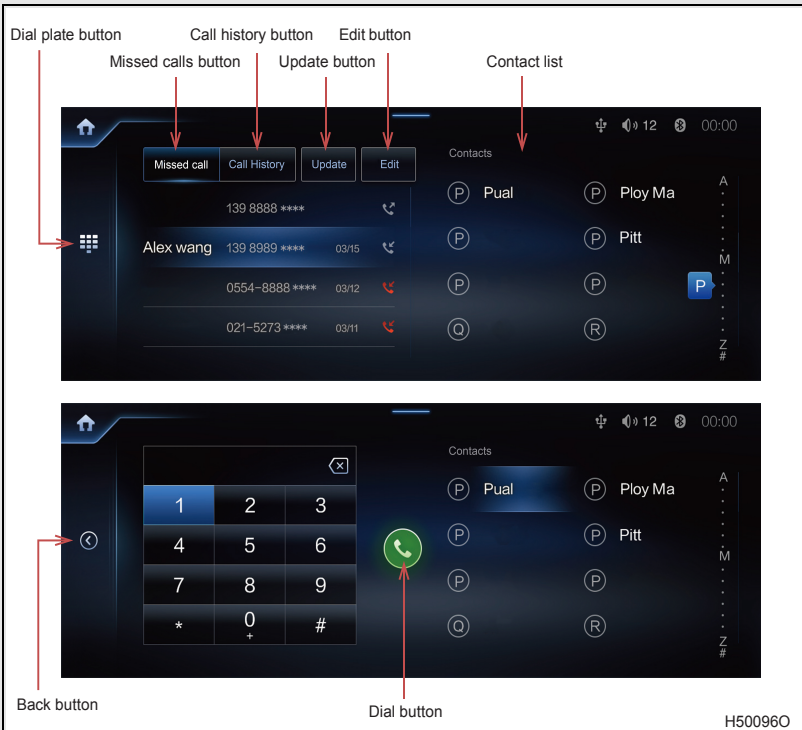 Dial plate button
Call history button
Edit button
Missed calls button
Update button
Contact list
12
00:00
Missed call
Call History
Update
Edit
Contacts
139 8888 ****
Alex wang 139 8989 **** 03/15
0554-8888 **** 03/12
021-5273 **** 03/11
P Pual
P Ploy Ma
P
P Pitt
P
P
Q
R
A
M
P
Z
#
12
00:00
1 2 3
4 5 6
7 8 9
* 0 #
+
Contacts
P Pual
P Ploy Ma
P
P Pitt
P
P
Q
R
A
M
Z
#
Back button
Dial button
H50096O